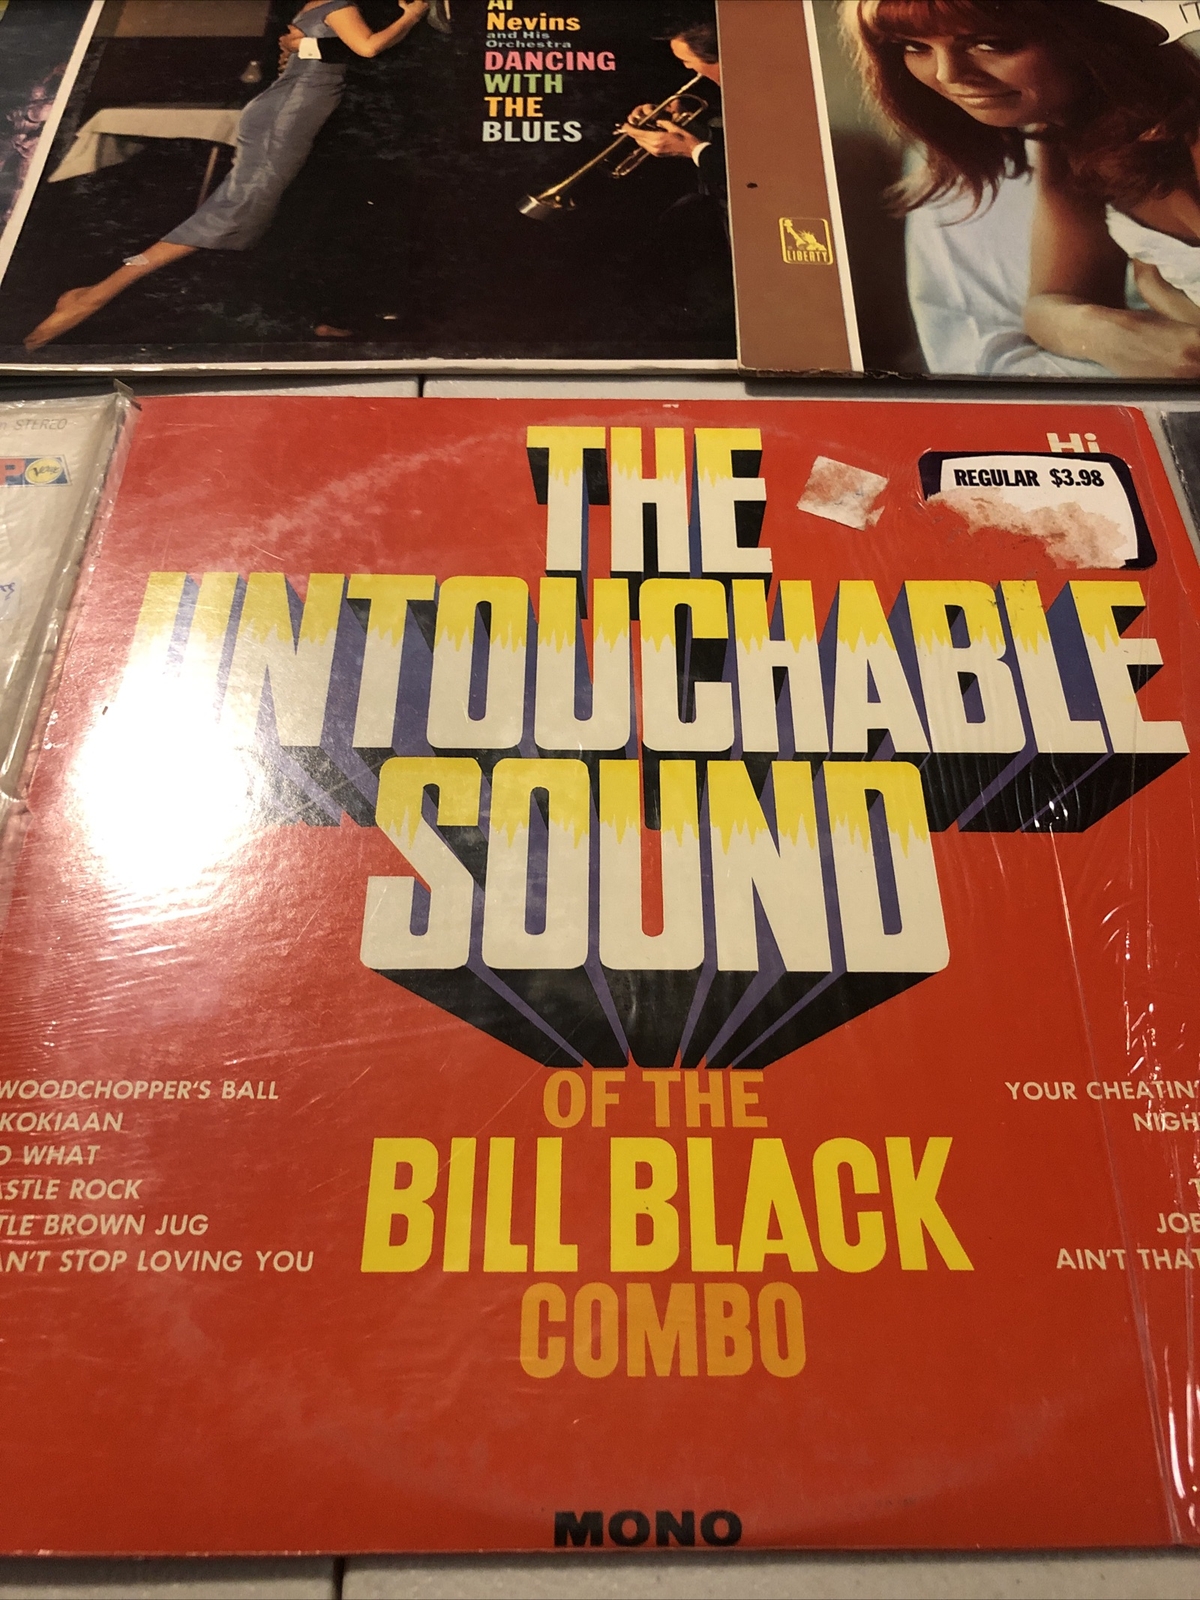 Al
Nevins
and His
Orchestra
DANCING
WITH
THE
BLUES
LIBERTY
STEREO
Verve
Hi
REGULAR $3.98
THE
UNTOUCHABLE
SOUND
OF THE
BILL BLACK
COMBO
WOODCHOPPER'S BALL
KOKIAAN
O WHAT
ASTLE ROCK
TLE BROWN JUG
AN'T STOP LOVING YOU
YOUR CHEATIN'
NIGH
T
JOE
AIN'T THAT
MONO